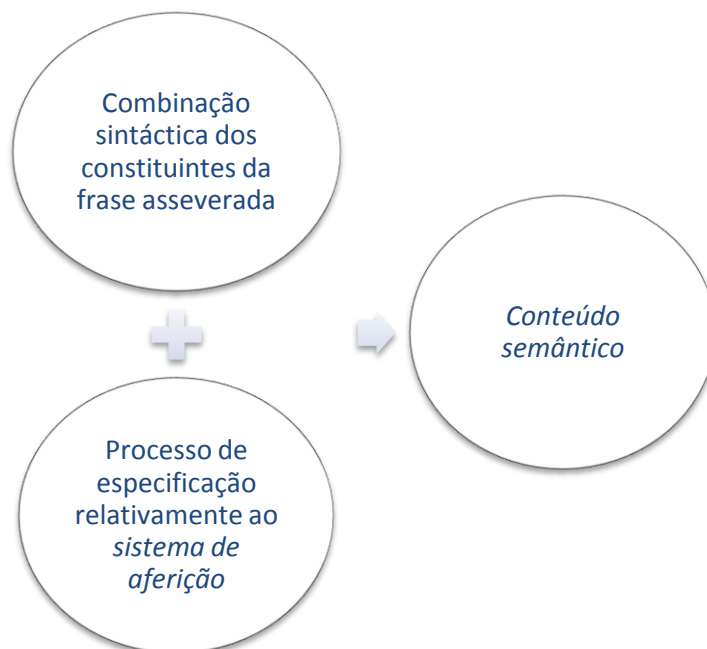 Combinação
sintáctica dos
constituintes da
frase asseverada
Processo de
especificação
relativamente ao
sistema de
aferição
Conteúdo
semântico